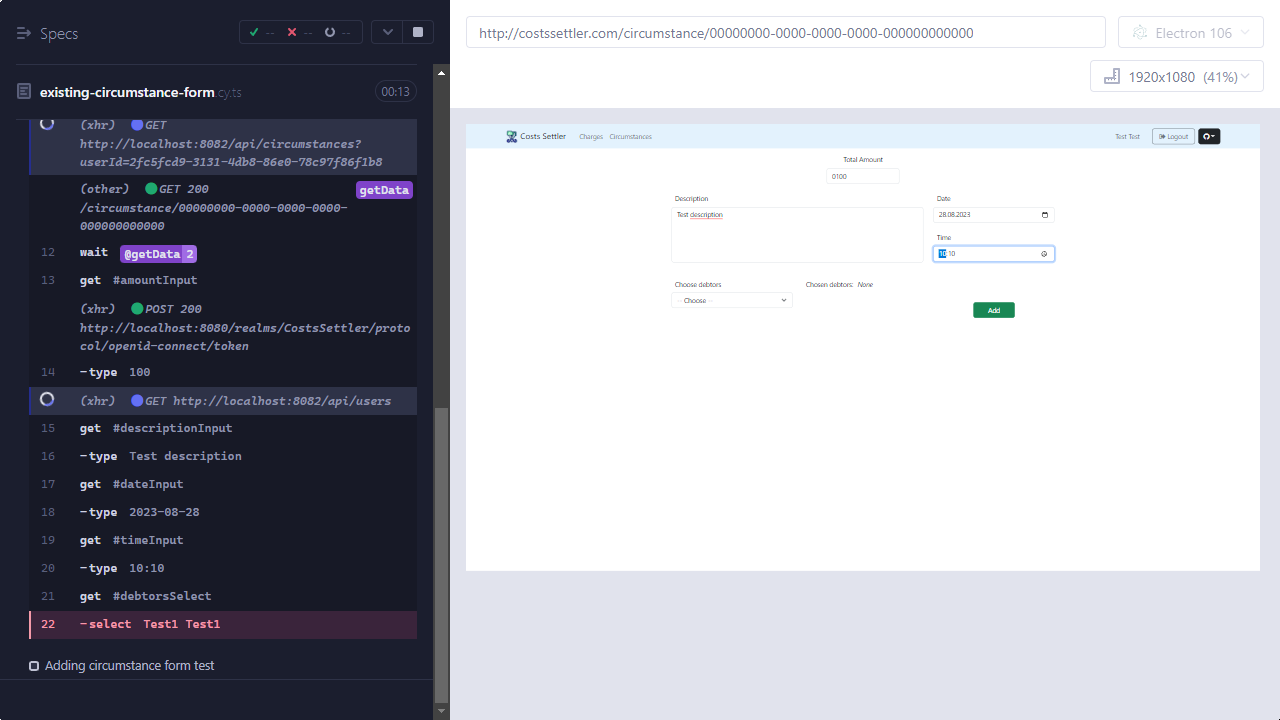 Specs
-- -- --
existing-circumstance-form.cy.ts 00:13
(xhr) GET
http://localhost:8082/api/circumstances?
userId=2fc5fcd9-3131-4db8-86e0-78c97f86f1b8
(other) GET 200 getData
/circumstance/00000000-0000-0000-0000-
000000000000
12 wait @getData 2
13 get #amountInput
(xhr) POST 200
http://localhost:8080/realms/CostsSettler/proto
col/openid-connect/token
14 -type 100
(xhr) GET http://localhost:8082/api/users
15 get #descriptionInput
16 -type Test description
17 get #dateInput
18 -type 2023-08-28
19 get #timeInput
20 -type 10:10
21 get #debtorsSelect
22 -select Test1 Test1
Adding circumstance form test
http://costssettler.com/circumstance/00000000-0000-0000-0000-000000000000
Electron 106
1920x1080 (41%)
Costs Settler Charges Circumstances Test Test Logout
Total Amount
0100
Description Date
Test description 28.08.2023
Time
10:10
Choose debtors Chosen debtors: None
-- Choose --
Add